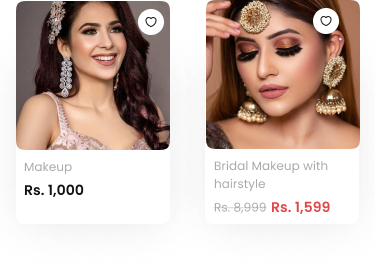 Makeup
Rs. 1,000
Bridal Makeup with
hairstyle
Rs. 8,999 Rs. 1,599